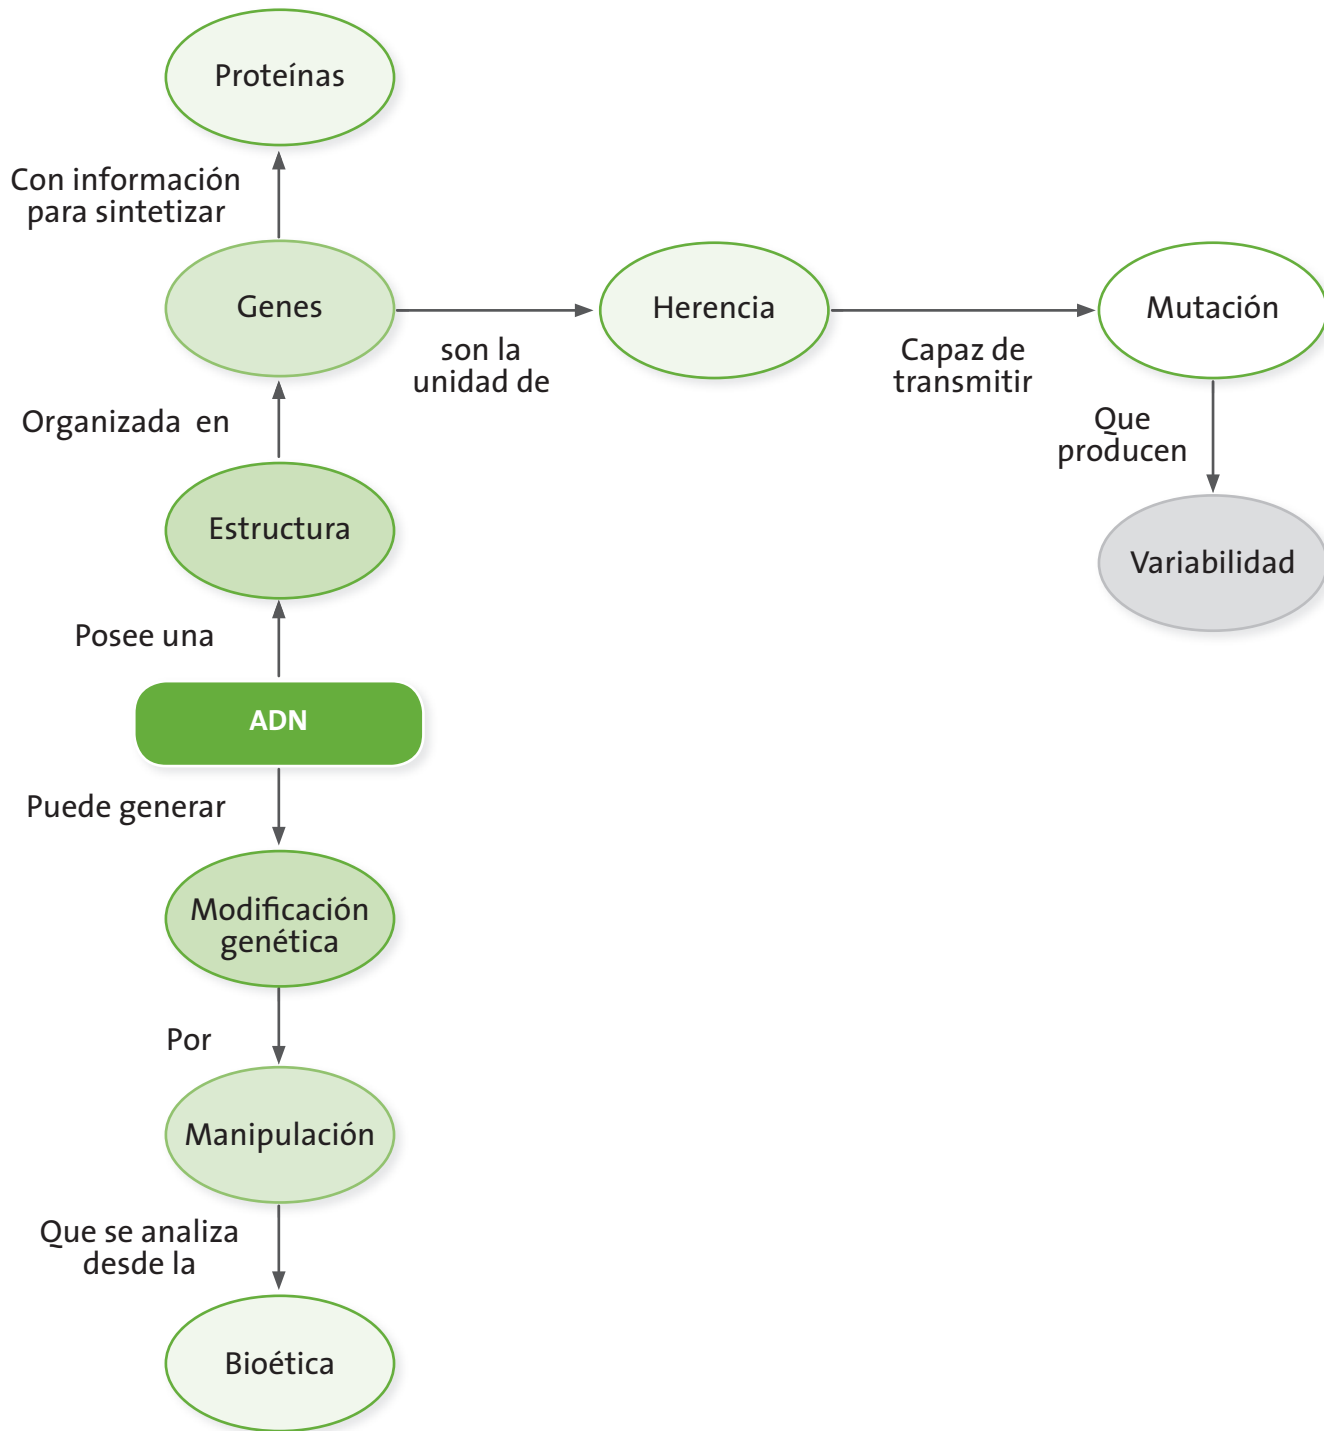 Proteínas
Con información
para sintetizar
Genes
son la
unidad de
Herencia
Capaz de
transmitir
Mutación
Que
producen
Variabilidad
Organizada en
Estructura
Posee una
ADN
Puede generar
Modificación
genética
Por
Manipulación
Que se analiza
desde la
Bioética